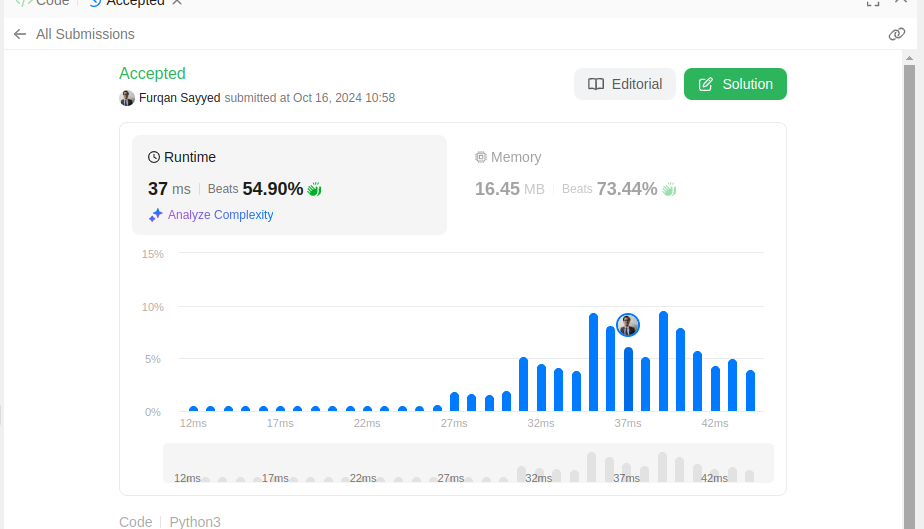 Code Accepted
All Submissions
Accepted
Editorial Solution
Furqan Sayyed submitted at Oct 16, 2024 10:58
Runtime Memory
37 ms Beats 54.90% 16.45 MB Beats 73.44%
Analyze Complexity
15%
10%
5%
0%
12ms 17ms 22ms 27ms 32ms 37ms 42ms
12ms 17ms 22ms 27ms 32ms 37ms 42ms
Code Python3